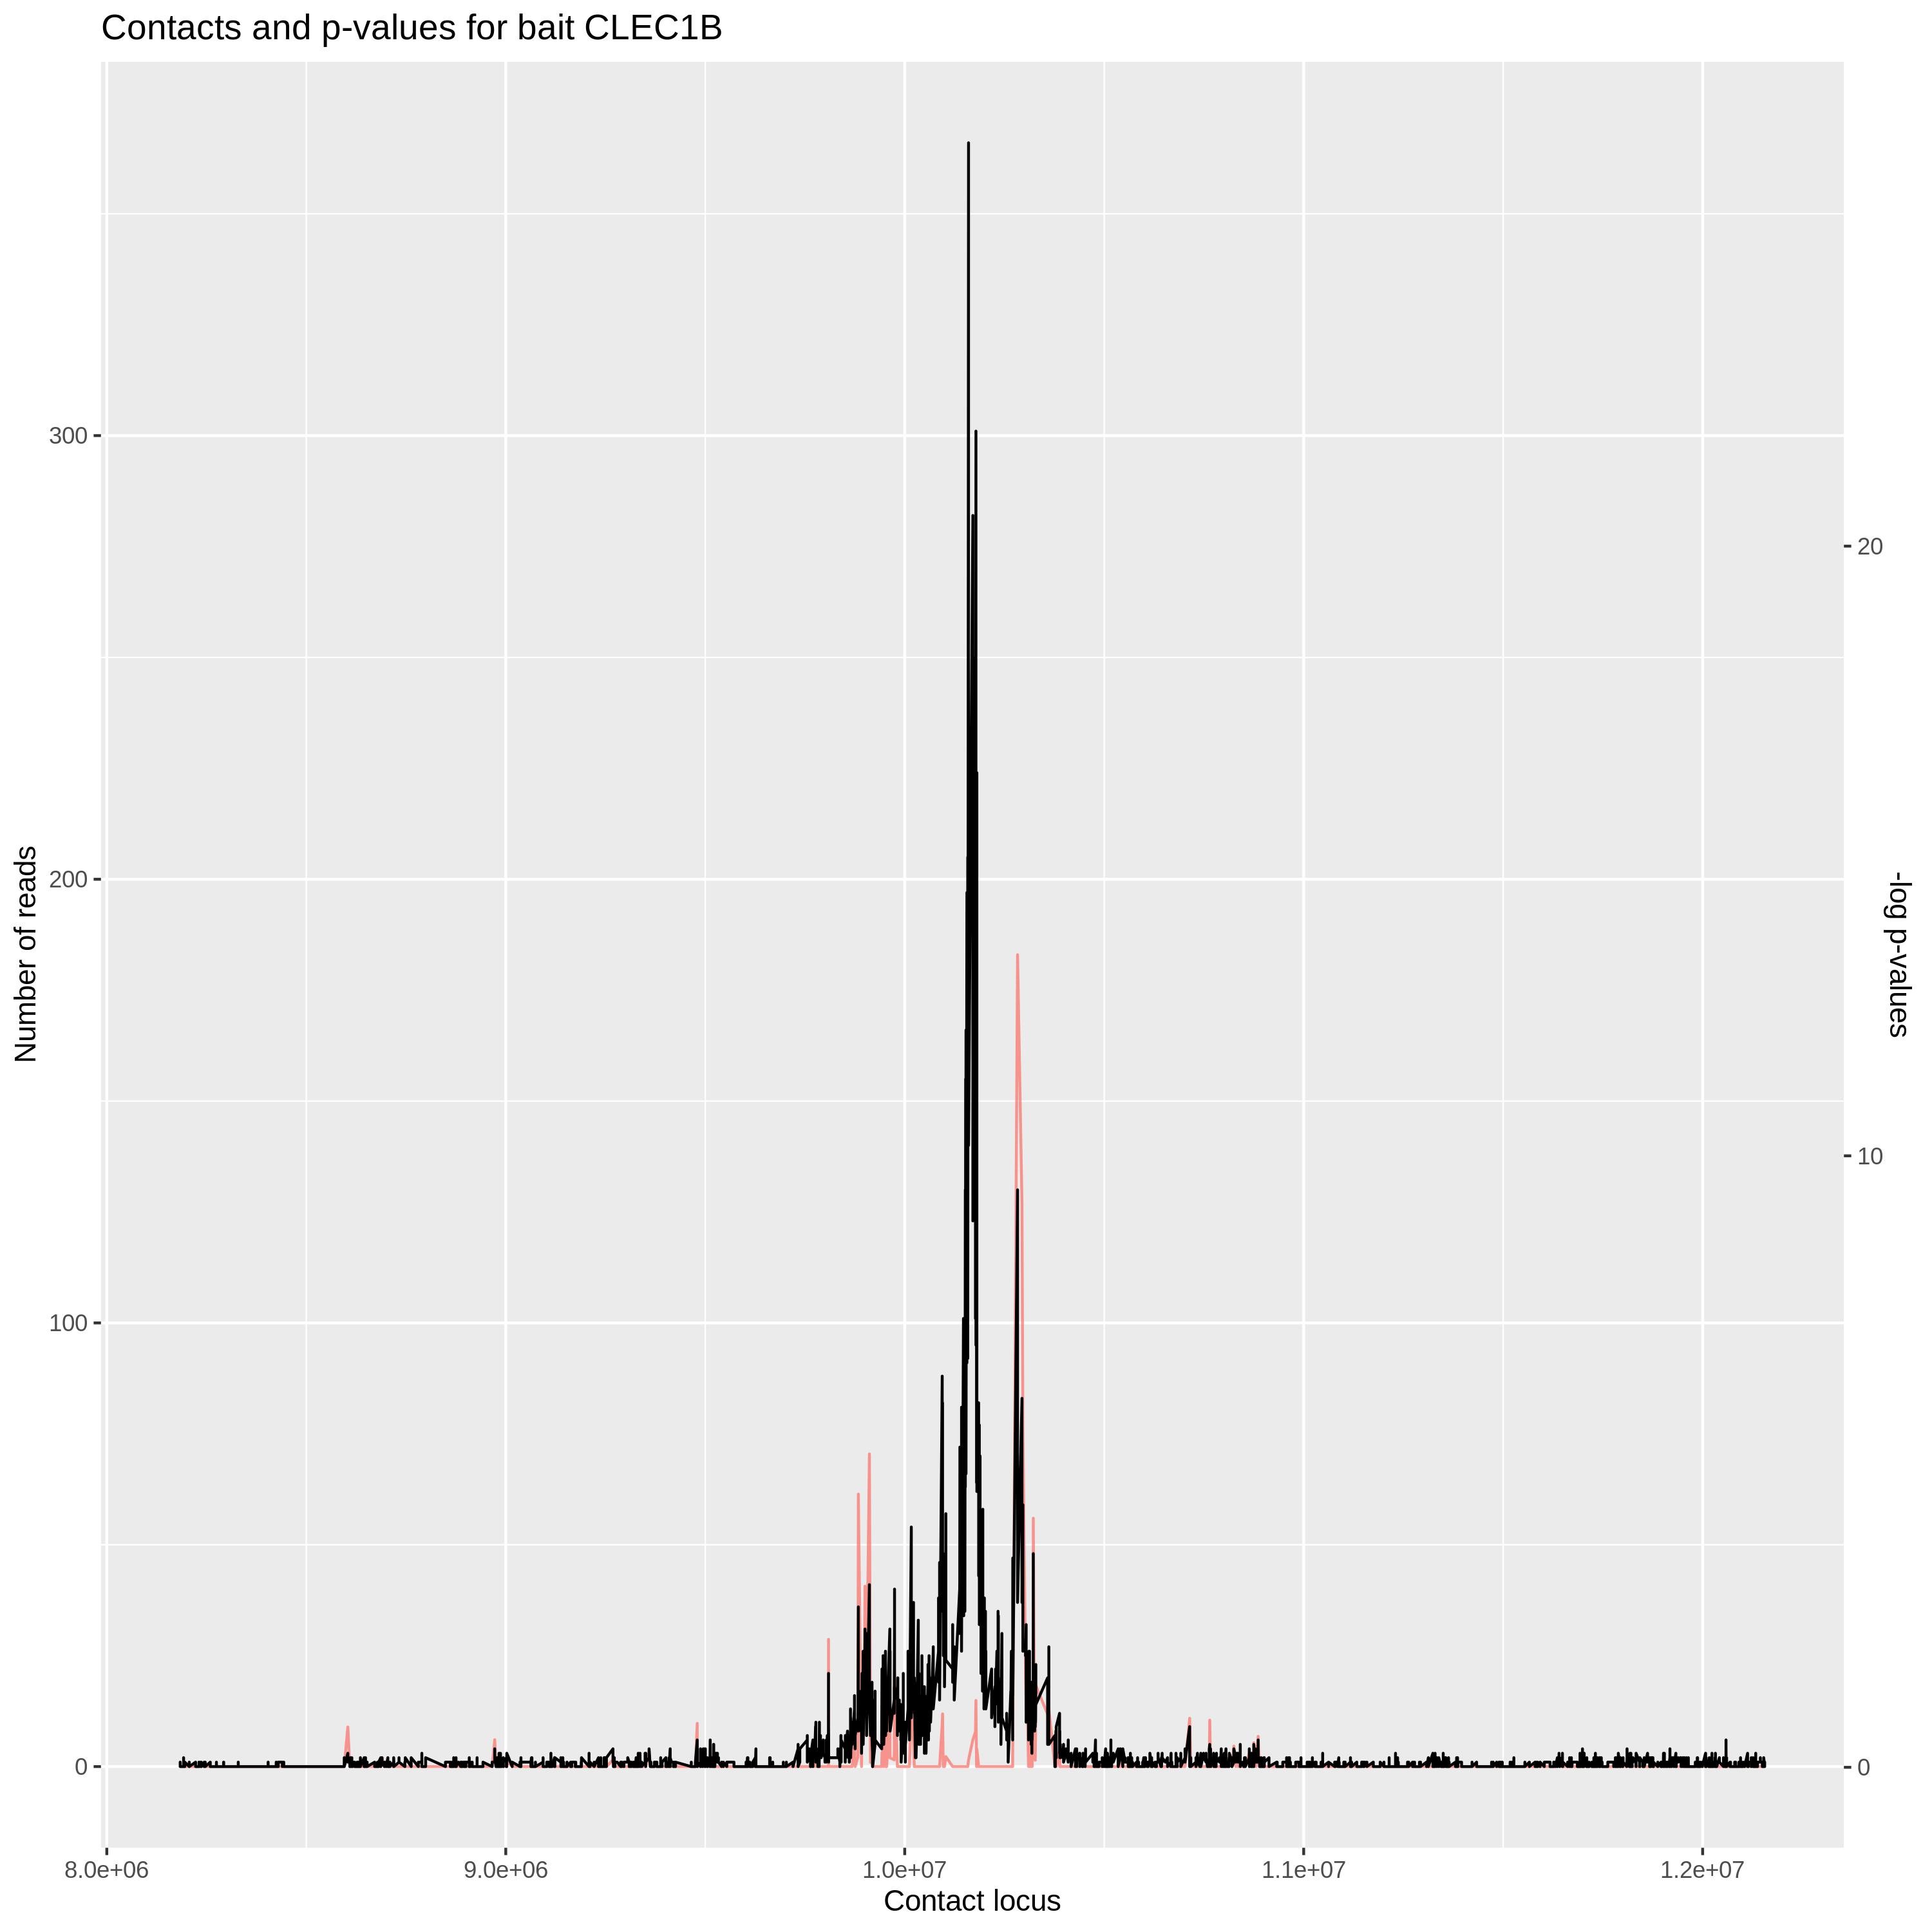 Contacts and p-values for bait CLEC1B
Number of reads
300
200
100
0
20
10
0
-log p-values
8.0e+06
9.0e+06
1.0e+07
1.1e+07
1.2e+07
Contact locus